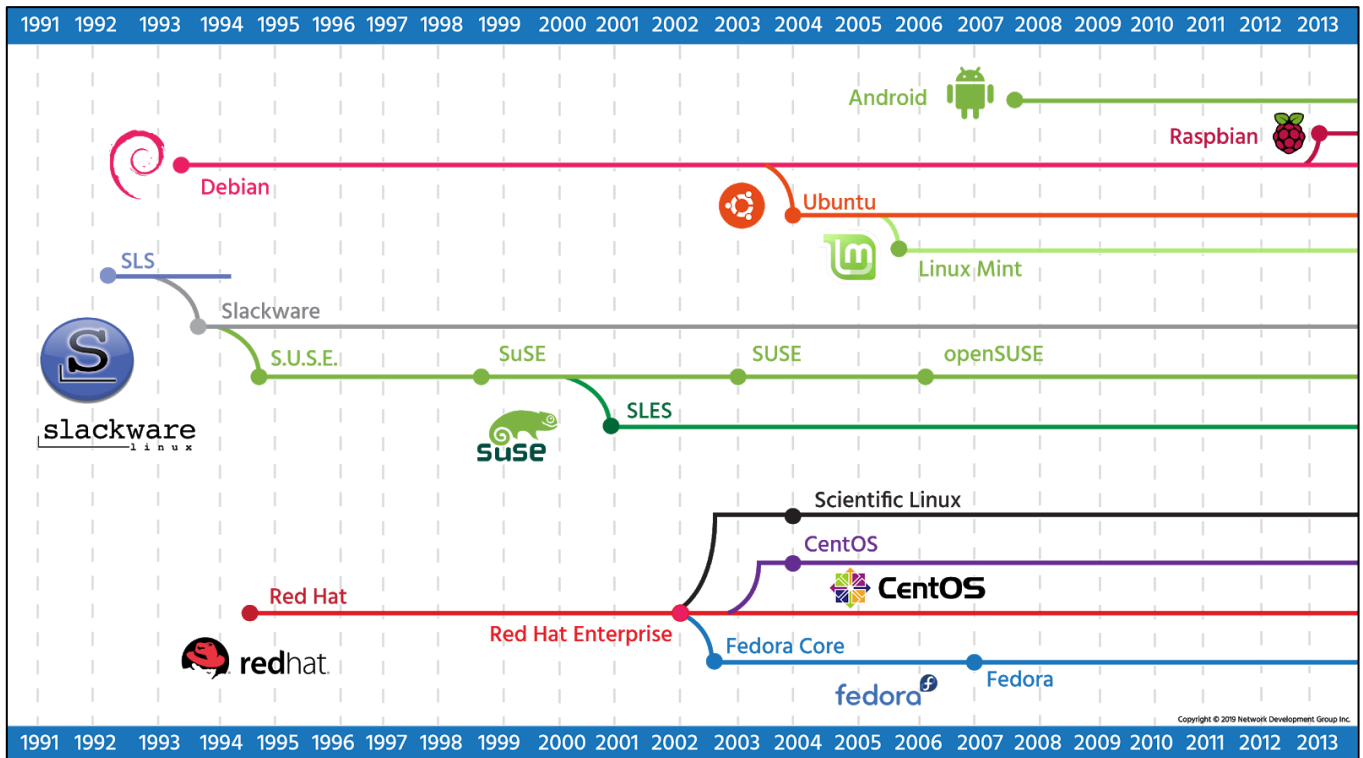 1991 1992 1993 1994 1995 1996 1997 1998 1999 2000 2001 2002 2003 2004 2005 2006 2007 2008 2009 2010 2011 2012 2013
Android
Raspbian
Debian
Ubuntu
Linux Mint
SLS
Slackware
S.U.S.E.
SuSE
SUSE
openSUSE
S
slackware
linux
SLES
suse
lm
Scientific Linux
CentOS
CentOS
Red Hat
Red Hat Enterprise
Fedora Core
Fedora
redhat.
fedora
f
Copyright © 2019 Network Development Group Inc.
1991 1992 1993 1994 1995 1996 1997 1998 1999 2000 2001 2002 2003 2004 2005 2006 2007 2008 2009 2010 2011 2012 2013